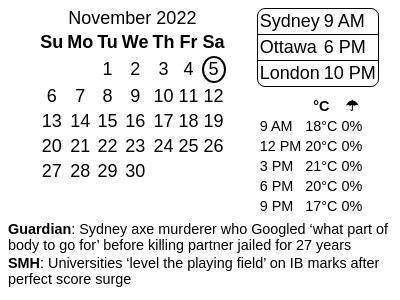 November 2022
Su Mo Tu We Th Fr Sa
1 2 3 4 5
6 7 8 9 10 11 12
13 14 15 16 17 18 19
20 21 22 23 24 25 26
27 28 29 30
Sydney 9 AM
Ottawa 6 PM
London 10 PM
°C ☂
9 AM 18°C 0%
12 PM 20°C 0%
3 PM 21°C 0%
6 PM 20°C 0%
9 PM 17°C 0%
Guardian: Sydney axe murderer who Googled ‘what part of
body to go for’ before killing partner jailed for 27 years
SMH: Universities ‘level the playing field’ on IB marks after
perfect score surge